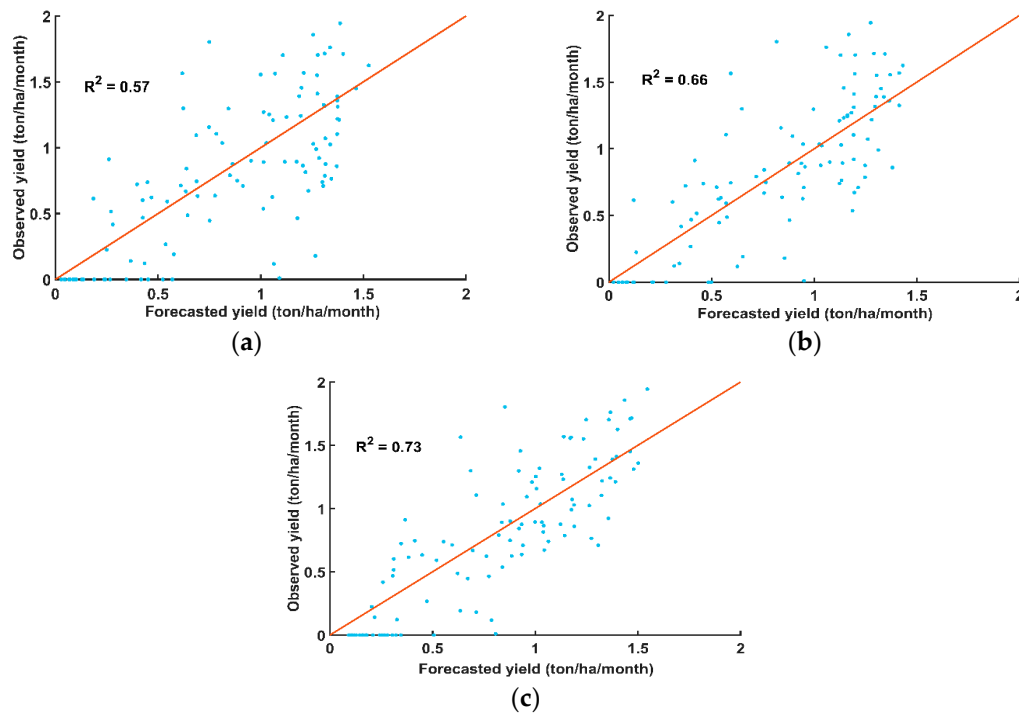 2
1.5
1
0.5
0
Observed yield (ton/ha/month)
R² = 0.57
0 0.5 1 1.5 2
Forecasted yield (ton/ha/month)
(a)
2
1.5
1
0.5
0
Observed yield (ton/ha/month)
R² = 0.66
0 0.5 1 1.5 2
Forecasted yield (ton/ha/month)
(b)
2
1.5
1
0.5
0
Observed yield (ton/ha/month)
R² = 0.73
0 0.5 1 1.5 2
Forecasted yield (ton/ha/month)
(c)